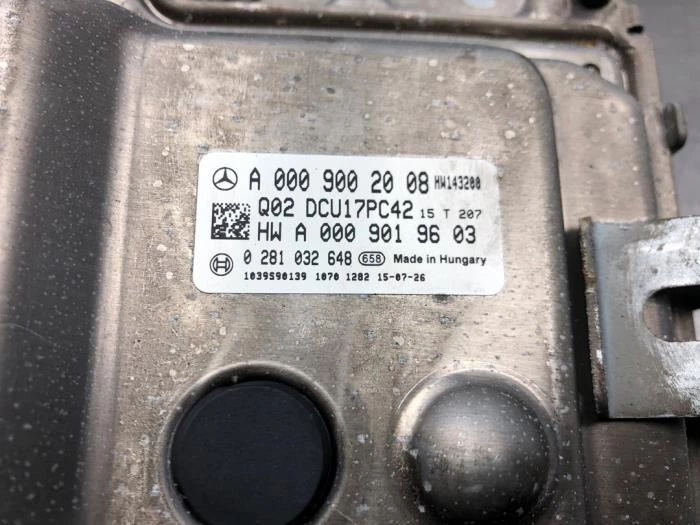 A 000 900 20 08 HW143200
Q02 DCU17PC42 15 T 207
HW A 000 901 96 03
0 281 032 648 658 Made in Hungary
1039S90139 1070 1282 15-07-26